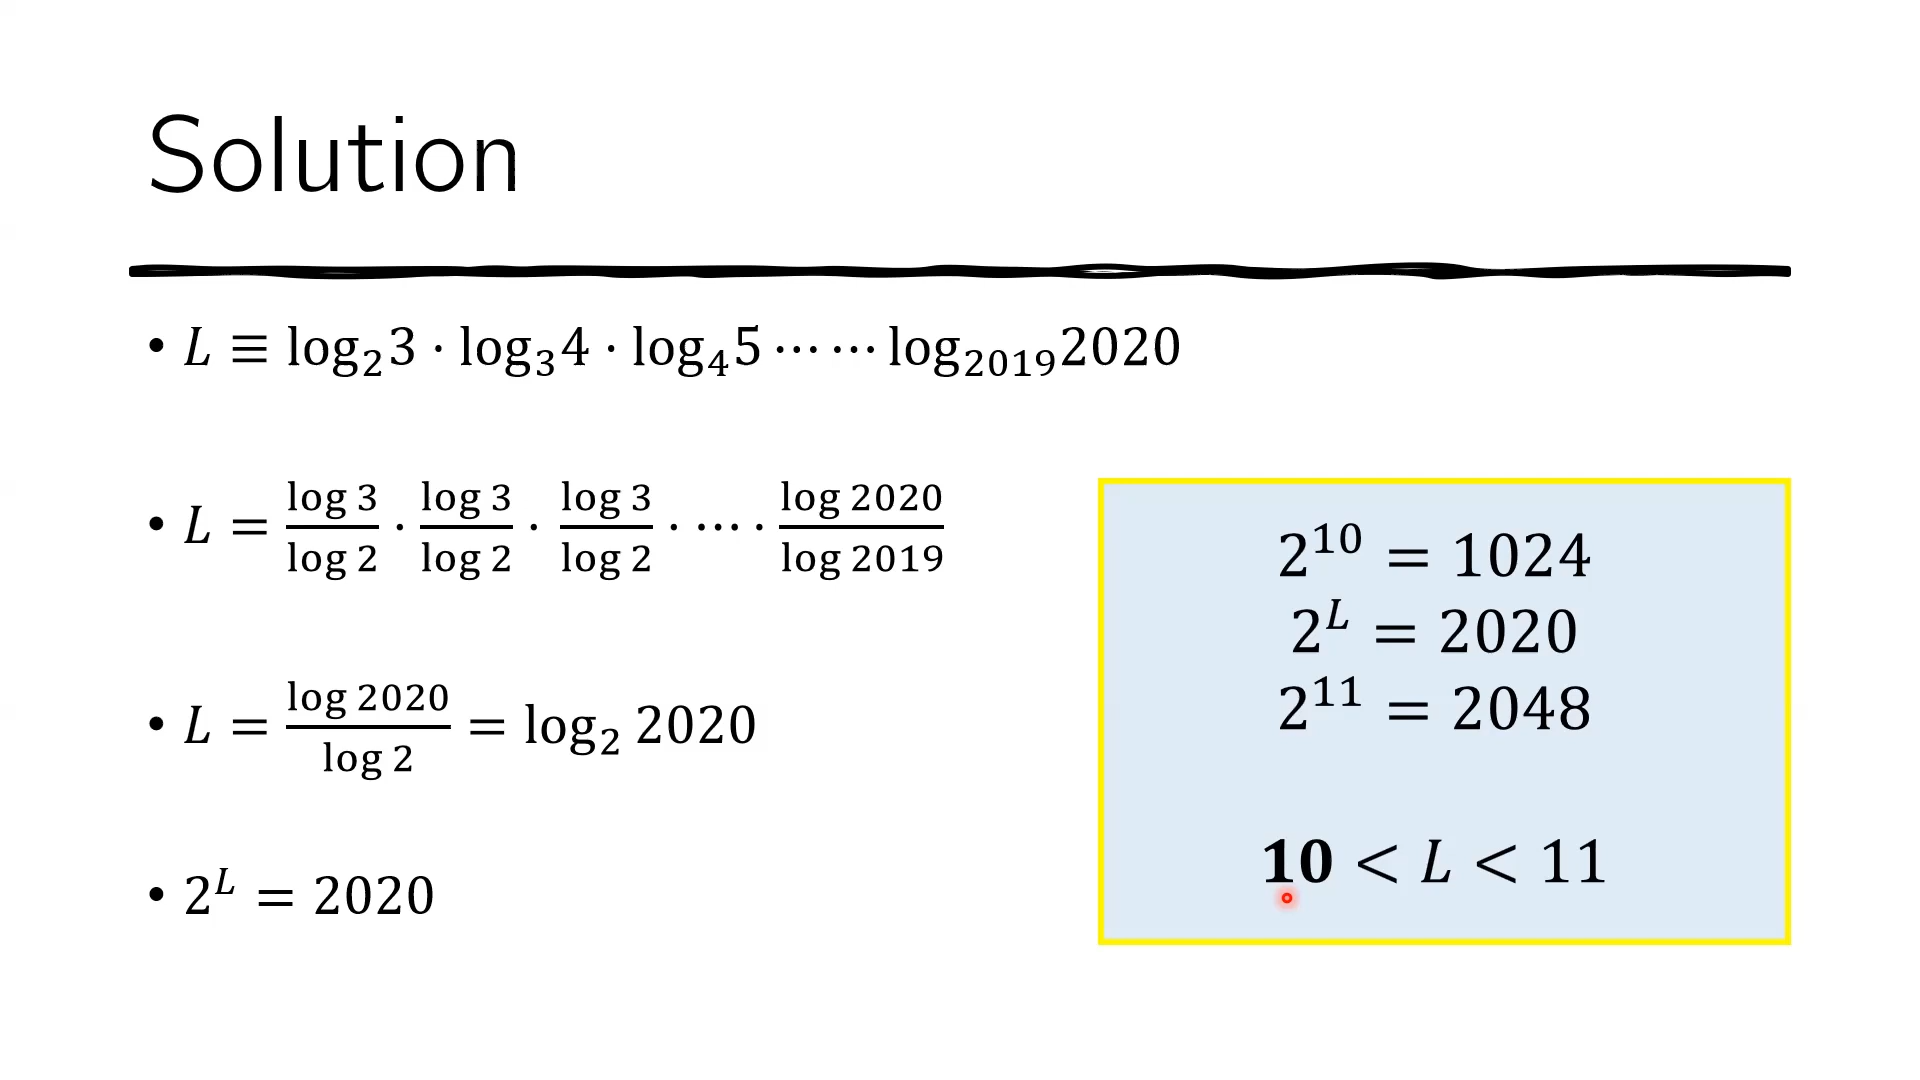 Solution
• L ≡ log₂3 · log₃4 · log₄5 ⋯ ⋯ log₂₀₁₉2020
• L = log 3/log 2 · log 3/log 2 · log 3/log 2 · ⋯ · log 2020/log 2019
• L = log 2020/log 2 = log₂ 2020
• 2^L = 2020
2¹⁰ = 1024
2^L = 2020
2¹¹ = 2048
10 < L < 11